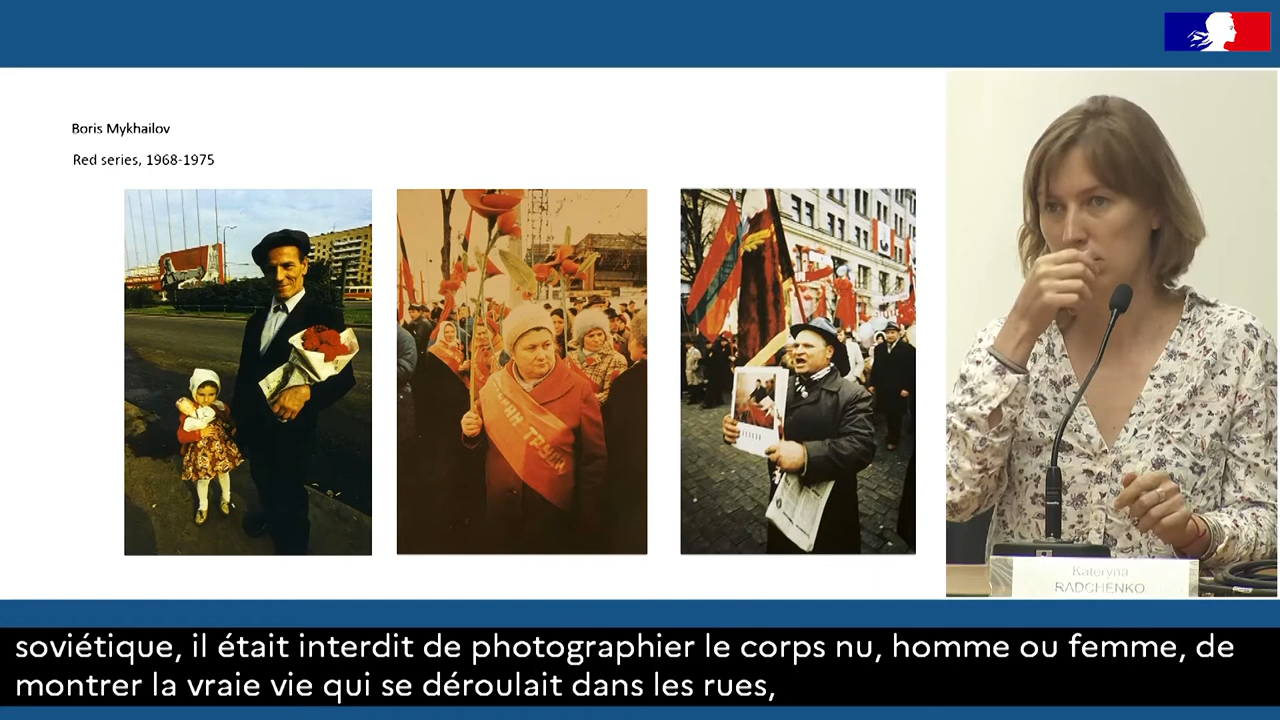 Boris Mykhailov
Red series, 1968-1975
Kateryna
RADCHENKO
soviétique, il était interdit de photographier le corps nu, homme ou femme, de
montrer la vraie vie qui se déroulait dans les rues,